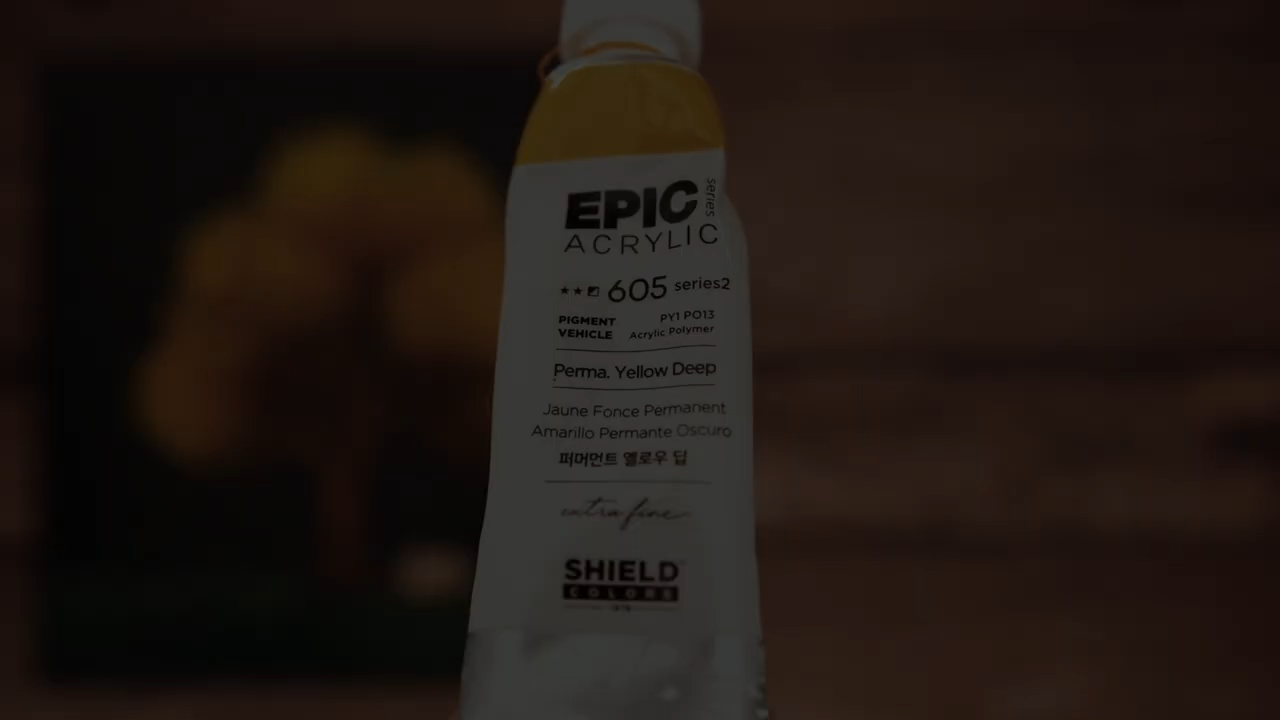 EPIC series
ACRYLIC
★★◩ 605 series2
PIGMENT PY1 PO13
VEHICLE Acrylic Polymer
Perma. Yellow Deep
Jaune Fonce Permanent
Amarillo Permante Oscuro
퍼머먼트 옐로우 딥
extra fine
SHIELD
COLORS